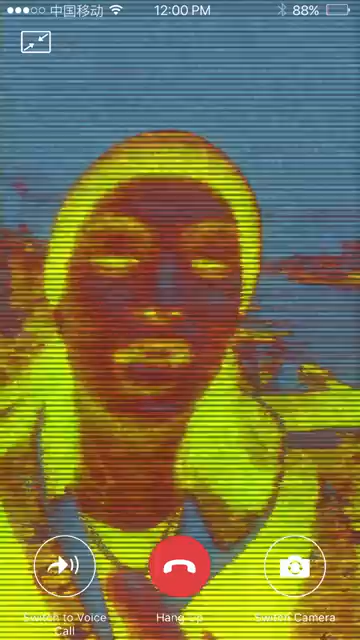 中国移动 12:00 PM 88%
Switch to Voice Call
Hang up
Switch Camera